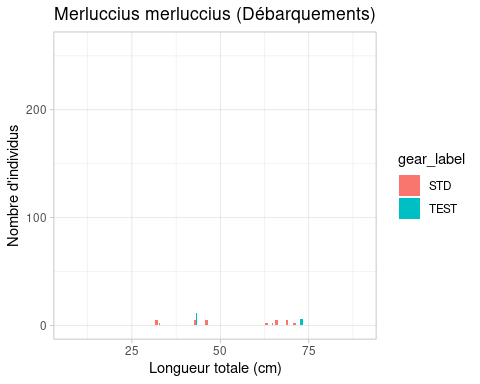 Merluccius merluccius (Débarquements)
200
100
0
Nombre d'individus
25 50 75
Longueur totale (cm)
gear_label
STD
TEST